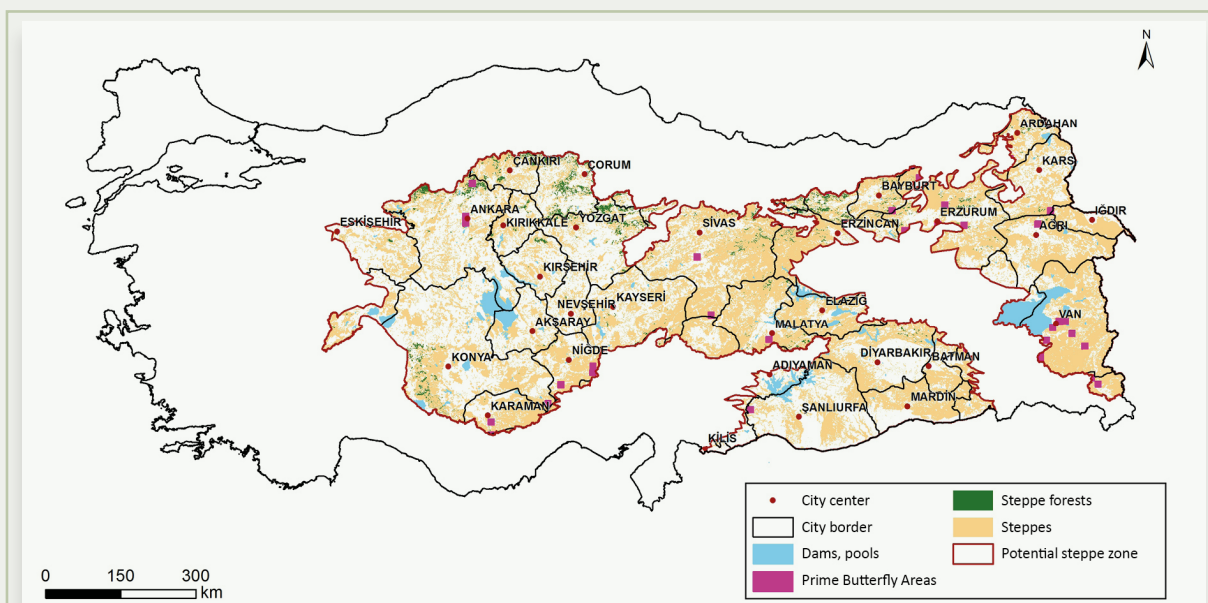 N
ARDAHAN
KARS
ÇANKIRI
ÇORUM
BAYBURT
ANKARA
ERZURUM
IĞDIR
ESKİŞEHİR
KIRIKKALE
YOZGAT
SİVAS
ERZİNCAN
AĞRI
KIRŞEHİR
NEVŞEHİR
KAYSERİ
ELAZIĞ
VAN
AKSARAY
MALATYA
KONYA
NİĞDE
DİYARBAKIR
BATMAN
ADIYAMAN
KARAMAN
ŞANLIURFA
MARDİN
KİLİS
City center
Steppe forests
City border
Steppes
Dams, pools
Potential steppe zone
Prime Butterfly Areas
0 150 300
km